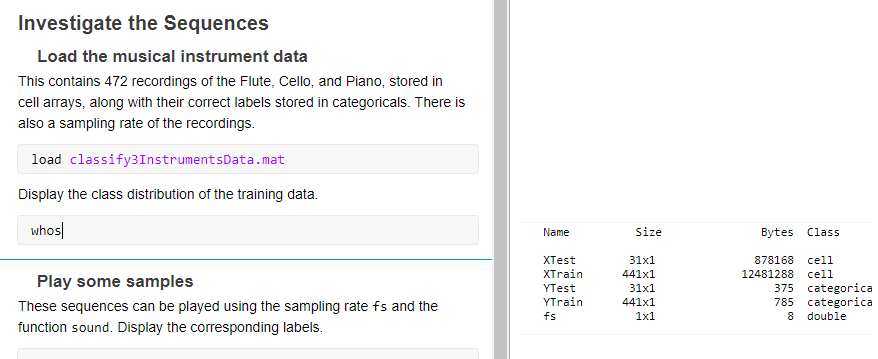 Investigate the Sequences
Load the musical instrument data
This contains 472 recordings of the Flute, Cello, and Piano, stored in
cell arrays, along with their correct labels stored in categoricals. There is
also a sampling rate of the recordings.
load classify3InstrumentsData.mat
Display the class distribution of the training data.
whos
Play some samples
These sequences can be played using the sampling rate fs and the
function sound. Display the corresponding labels.
Name Size Bytes Class
XTest 31x1 878168 cell
XTrain 441x1 12481288 cell
YTest 31x1 375 categorica
YTrain 441x1 785 categorica
fs 1x1 8 double